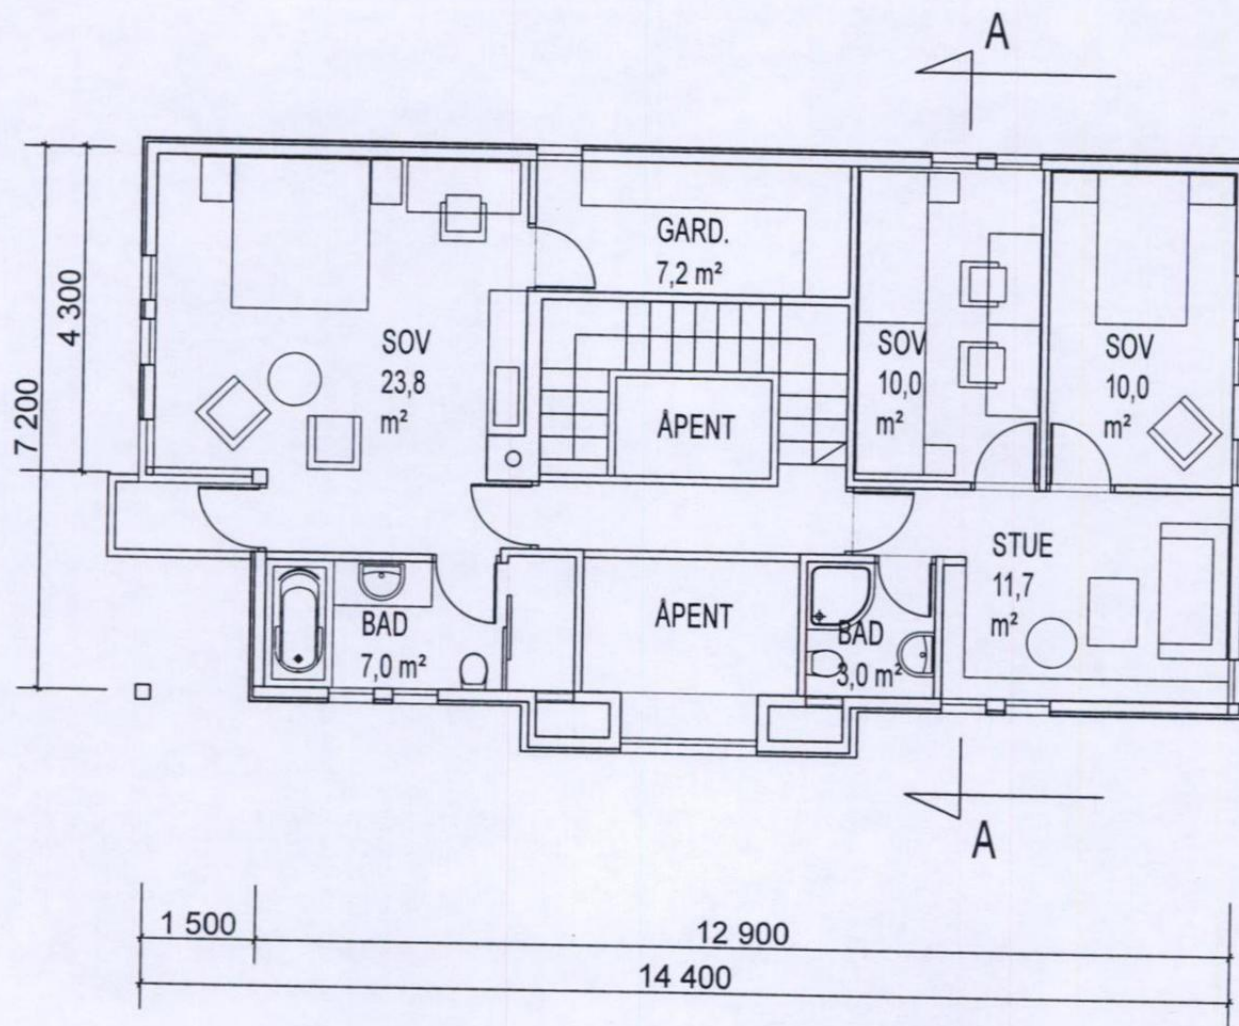 A
GARD.
7,2 m²
4 300
7 200
SOV
23,8
m²
ÅPENT
SOV
10,0
m²
SOV
10,0
m²
STUE
11,7
m²
BAD
7,0 m²
ÅPENT
BAD
3,0 m²
A
1 500
12 900
14 400